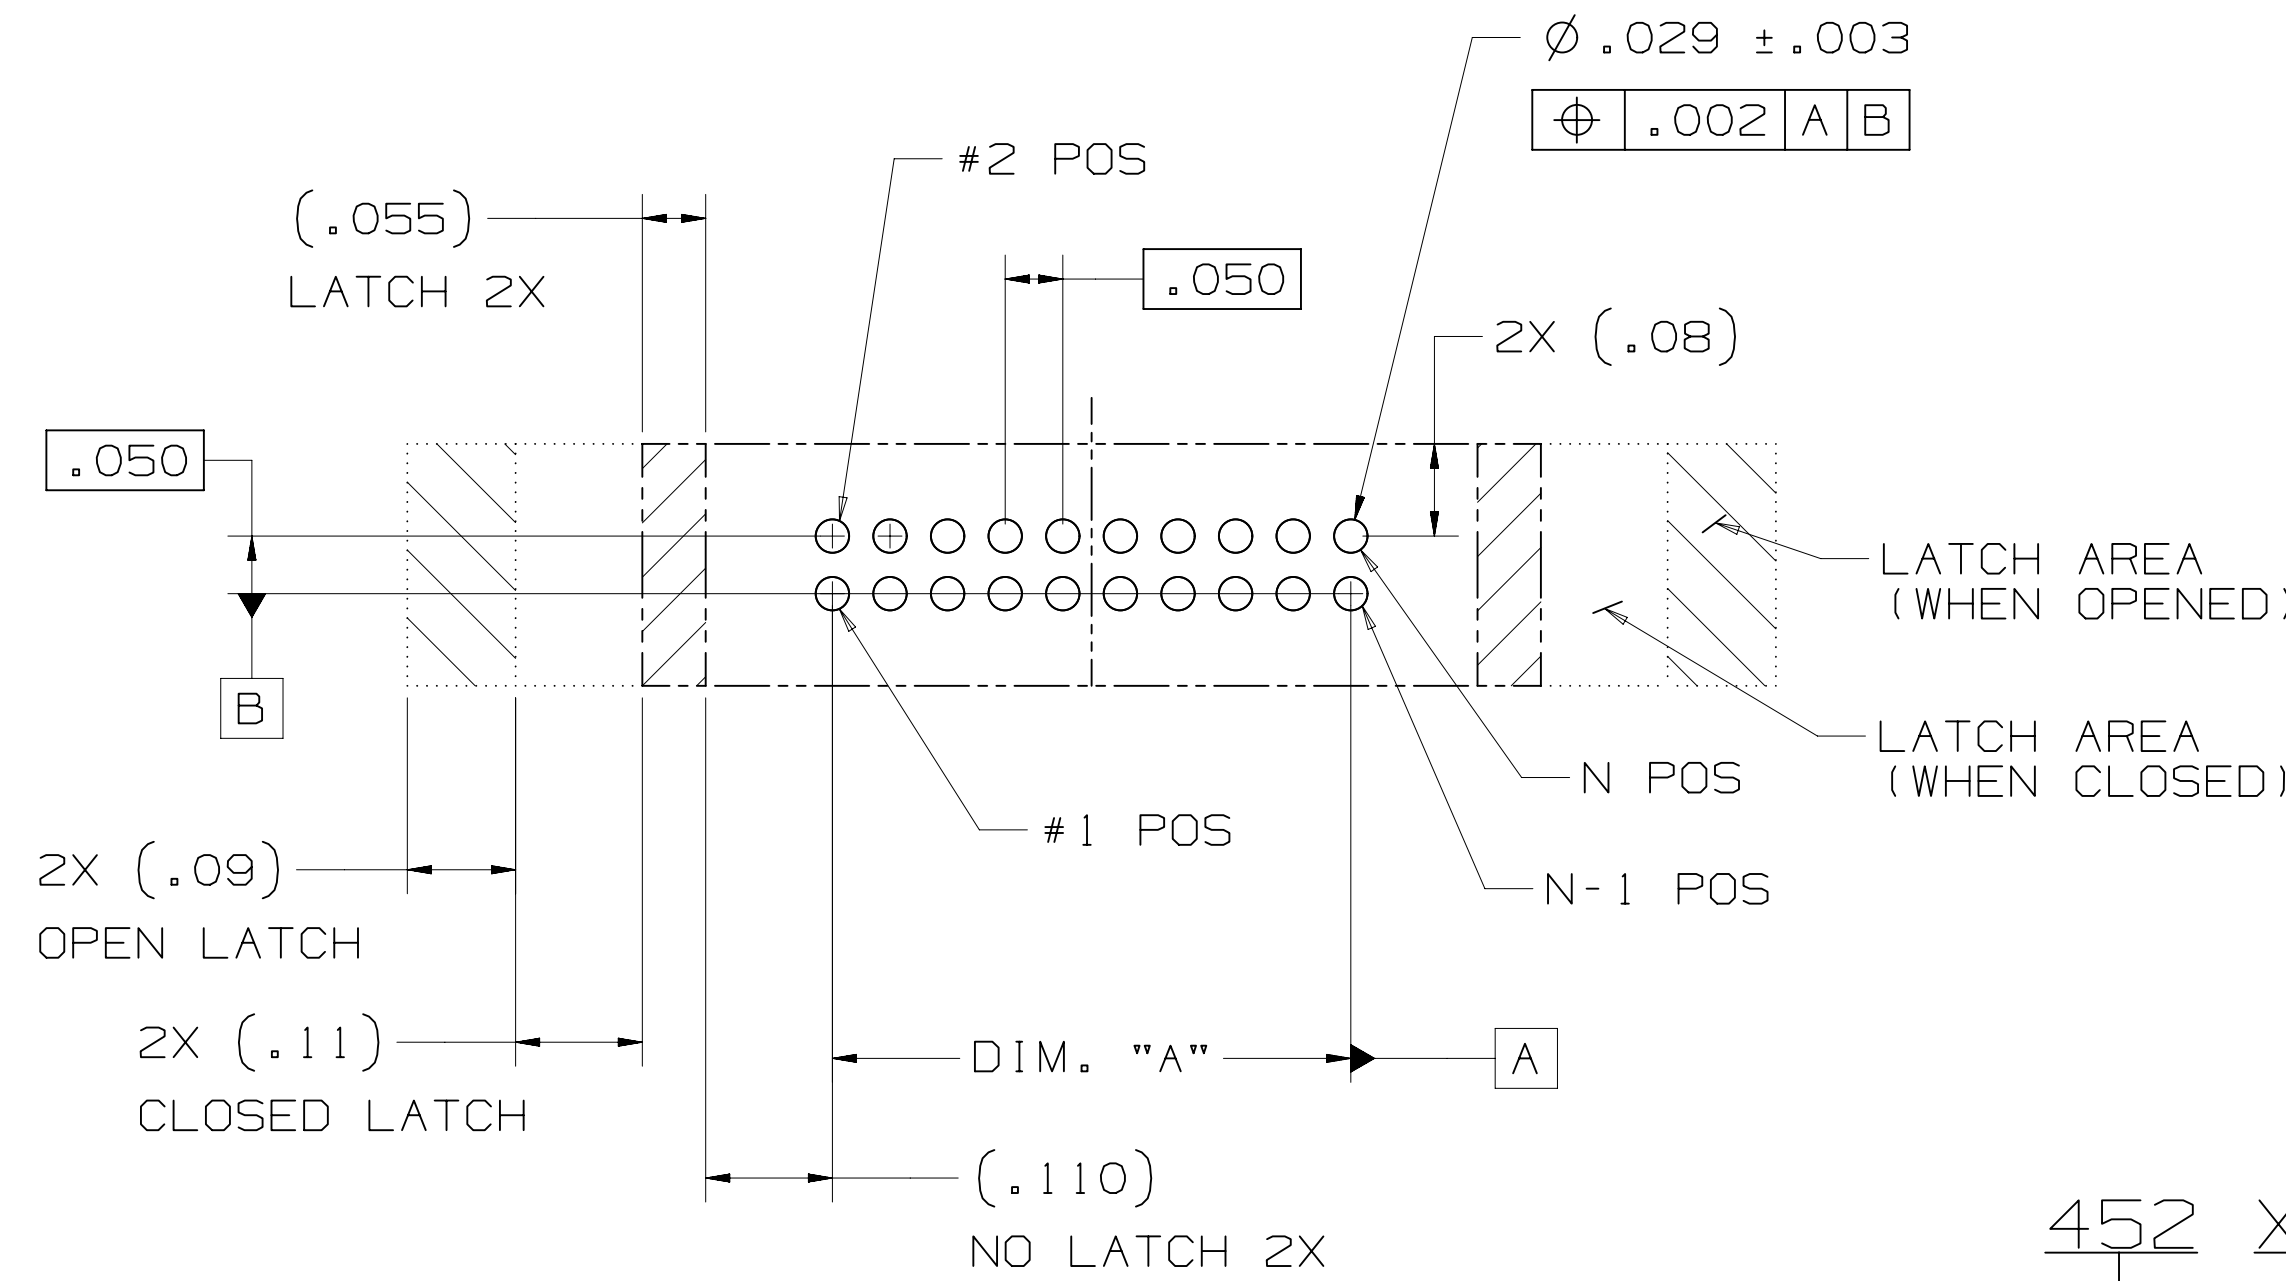 Ø .029 ±.003
⌖ .002 A B
#2 POS
(.055)
LATCH 2X
.050
2X (.08)
.050
LATCH AREA
(WHEN OPENED)
B
LATCH AREA
(WHEN CLOSED)
N POS
#1 POS
2X (.09)
OPEN LATCH
N-1 POS
2X (.11)
CLOSED LATCH
DIM. "A"
A
(.110)
NO LATCH 2X
452 X